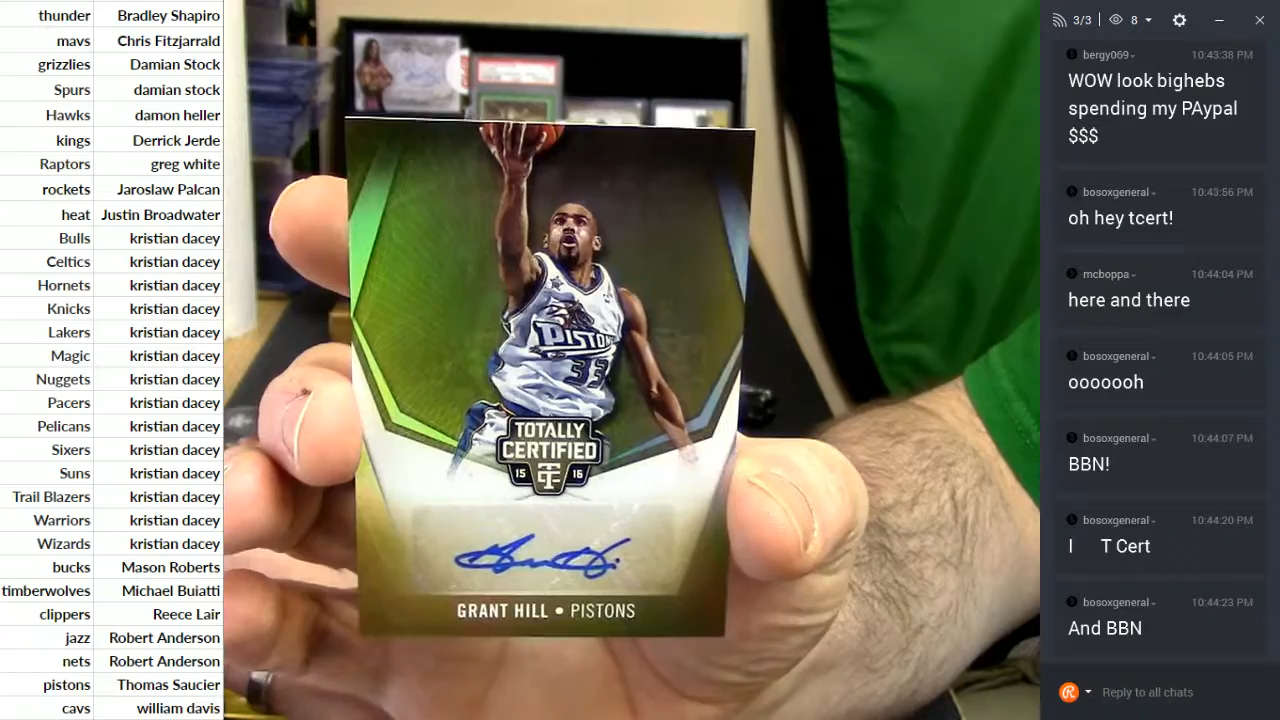 thunder Bradley Shapiro
mavs Chris Fitzjarrald
grizzlies Damian Stock
Spurs damian stock
Hawks damon heller
kings Derrick Jerde
Raptors greg white
rockets Jaroslaw Palcan
heat Justin Broadwater
Bulls kristian dacey
Celtics kristian dacey
Hornets kristian dacey
Knicks kristian dacey
Lakers kristian dacey
Magic kristian dacey
Nuggets kristian dacey
Pacers kristian dacey
Pelicans kristian dacey
Sixers kristian dacey
Suns kristian dacey
Trail Blazers kristian dacey
Warriors kristian dacey
Wizards kristian dacey
bucks Mason Roberts
timberwolves Michael Buiatti
clippers Reece Lair
jazz Robert Anderson
nets Robert Anderson
pistons Thomas Saucier
cavs william davis
PISTONS
33
TOTALLY
CERTIFIED
15 16
TC
GRANT HILL • PISTONS
3/3 8
bergy069 10:43:38 PM
WOW look bighebs
spending my PAypal
$$$
bosoxgeneral 10:43:56 PM
oh hey tcert!
mcboppa 10:44:04 PM
here and there
bosoxgeneral 10:44:05 PM
ooooooh
bosoxgeneral 10:44:07 PM
BBN!
bosoxgeneral 10:44:20 PM
I T Cert
bosoxgeneral 10:44:23 PM
And BBN
Reply to all chats